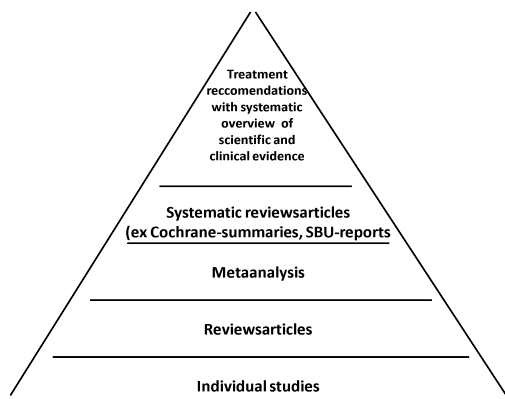 Treatment
reccomendations
with systematic
overview of
scientific and
clinical evidence
Systematic reviewsarticles
(ex Cochrane-summaries, SBU-reports
Metaanalysis
Reviewsarticles
Individual studies